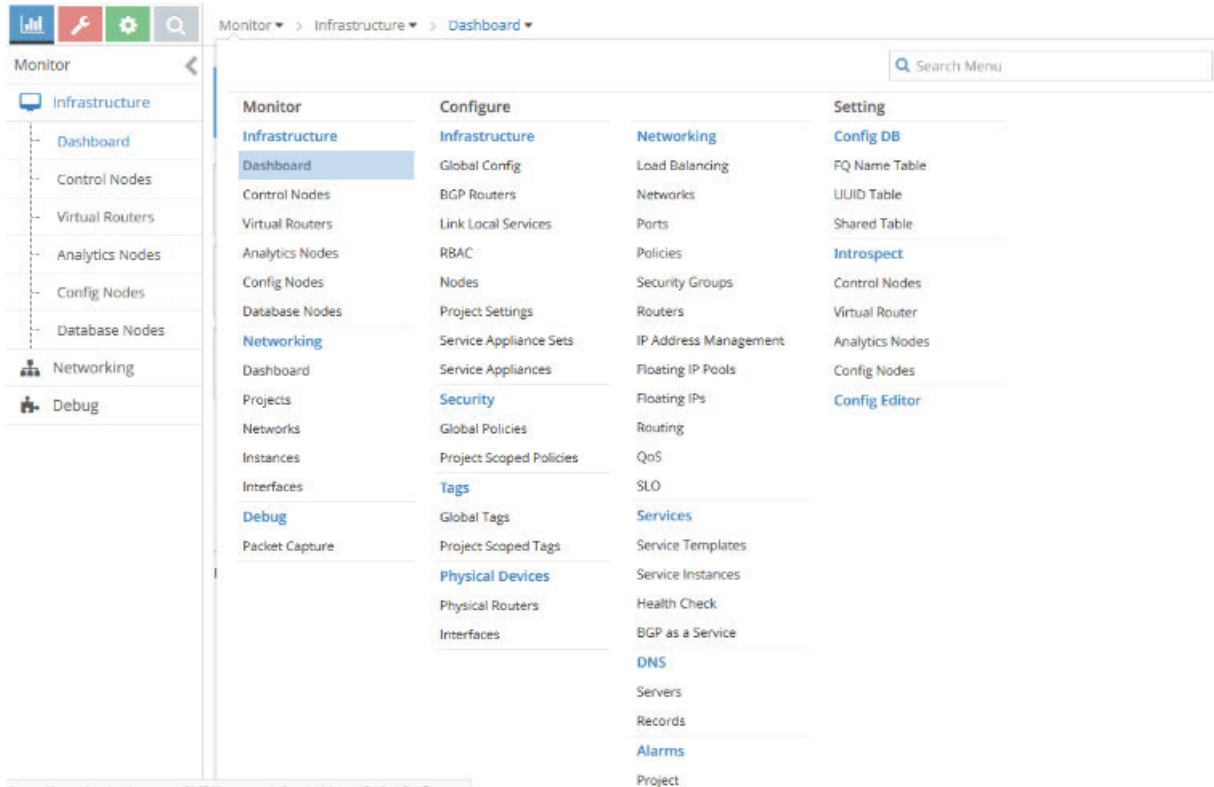 Monitor > Infrastructure > Dashboard
Monitor
Infrastructure
Dashboard
Control Nodes
Virtual Routers
Analytics Nodes
Config Nodes
Database Nodes
Networking
Debug
Search Menu
Monitor
Infrastructure
Dashboard
Control Nodes
Virtual Routers
Analytics Nodes
Config Nodes
Database Nodes
Networking
Dashboard
Projects
Networks
Instances
Interfaces
Debug
Packet Capture
Configure
Infrastructure
Global Config
BGP Routers
Link Local Services
RBAC
Nodes
Project Settings
Service Appliance Sets
Service Appliances
Security
Global Policies
Project Scoped Policies
Tags
Global Tags
Project Scoped Tags
Physical Devices
Physical Routers
Interfaces
Networking
Load Balancing
Networks
Ports
Policies
Security Groups
Routers
IP Address Management
Floating IP Pools
Floating IPs
Routing
QoS
SLO
Services
Service Templates
Service Instances
Health Check
BGP as a Service
DNS
Servers
Records
Alarms
Project
Setting
Config DB
FQ Name Table
UUID Table
Shared Table
Introspect
Control Nodes
Virtual Router
Analytics Nodes
Config Nodes
Config Editor